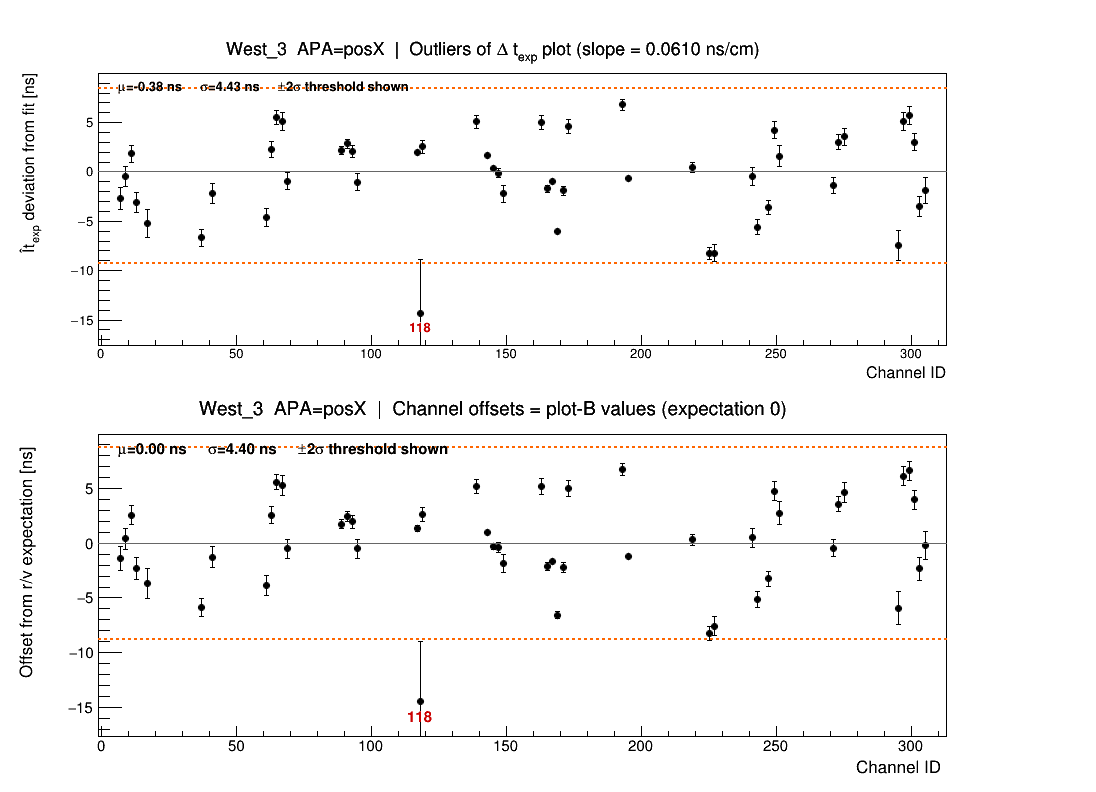 West_3 APA=posX | Outliers of Δ t_exp plot (slope = 0.0610 ns/cm)
μ=-0.38 ns σ=4.43 ns ±2σ threshold shown
Ît_exp deviation from fit [ns]
5
0
−5
−10
−15
118
0 50 100 150 200 250 300
Channel ID
West_3 APA=posX | Channel offsets = plot-B values (expectation 0)
μ=0.00 ns σ=4.40 ns ±2σ threshold shown
Offset from r/v expectation [ns]
5
0
−5
−10
−15
118
0 50 100 150 200 250 300
Channel ID